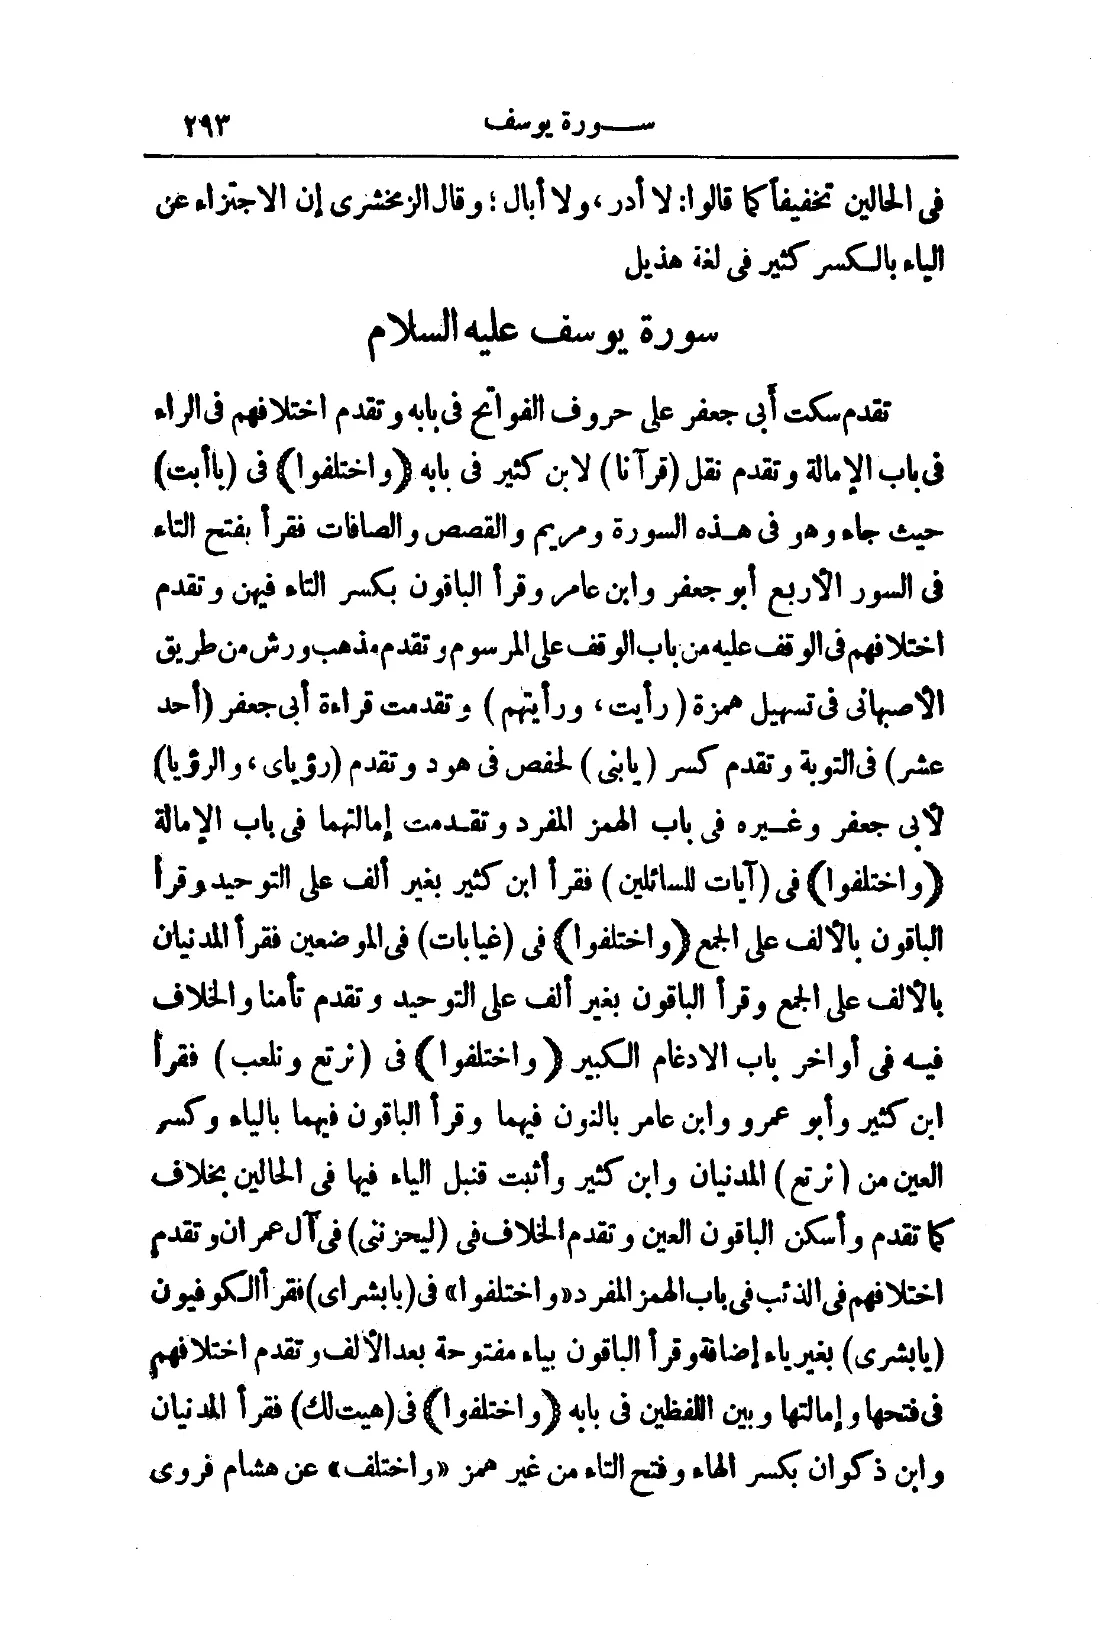 سورة يوسف ٢٩٣
فى الحالين تخفيفاً كما قالوا: لا أدر، ولا أبال؛ وقال الزمخشرى إن الاجتزاء عن
الياء بالكسر كثير فى لغة هذيل
سورة يوسف عليه السلام
تقدم سكت أبى جعفر على حروف الفواتح فى بابه وتقدم اختلافهم فى الراء
فى باب الإمالة وتقدم نقل (قرآنا) لابن كثير فى بابه (واختلفوا) فى (ياأبت)
حيث جاء وهو فى هذه السورة ومريم والقصص والصافات فقرأ بفتح التاء
فى السور الأربع أبو جعفر وابن عامر وقرأ الباقون بكسر التاء فيهن وتقدم
اختلافهم فى الوقف عليه من باب الوقف على المرسوم وتقدم مذهب ورش من طريق
الأصبهانى فى تسهيل همزة (رأيت، ورأيتهم) وتقدمت قراءة أبى جعفر (أحد
عشر) فى التوبة وتقدم كسر (يابنى) لحفص فى هود وتقدم (رؤياى، والرؤيا)
لأبى جعفر وغيره فى باب الهمز المفرد وتقدمت إمالتهما فى باب الإمالة
(واختلفوا) فى (آيات للسائلين) فقرأ ابن كثير بغير ألف على التوحيد وقرأ
الباقون بالألف على الجمع (واختلفوا) فى (غيابات) فى الموضعين فقرأ المدنيان
بالألف على الجمع وقرأ الباقون بغير ألف على التوحيد وتقدم تأمنا والخلاف
فيه فى أواخر باب الادغام الكبير (واختلفوا) فى (نرتع ونلعب) فقرأ
ابن كثير وأبو عمرو وابن عامر بالنون فيهما وقرأ الباقون فيهما بالياء وكسر
العين من (نرتع) المدنيان وابن كثير وأثبت قنبل الياء فيها فى الحالين بخلاف
كما تقدم وأسكن الباقون العين وتقدم الخلاف فى (ليحزننى) فى آل عمران وتقدم
اختلافهم فى الذئب فى باب الهمز المفرد «واختلفوا» فى (يابشراى) فقرأ الكوفيون
(يابشرى) بغير ياء إضافة وقرأ الباقون بياء مفتوحة بعد الألف وتقدم اختلافهم
فى فتحها وإمالتها وبين اللفظين فى بابه (واختلفوا) فى (هيت لك) فقرأ المدنيان
وابن ذكوان بكسر الهاء وفتح التاء من غير همز «واختلف» عن هشام فروى